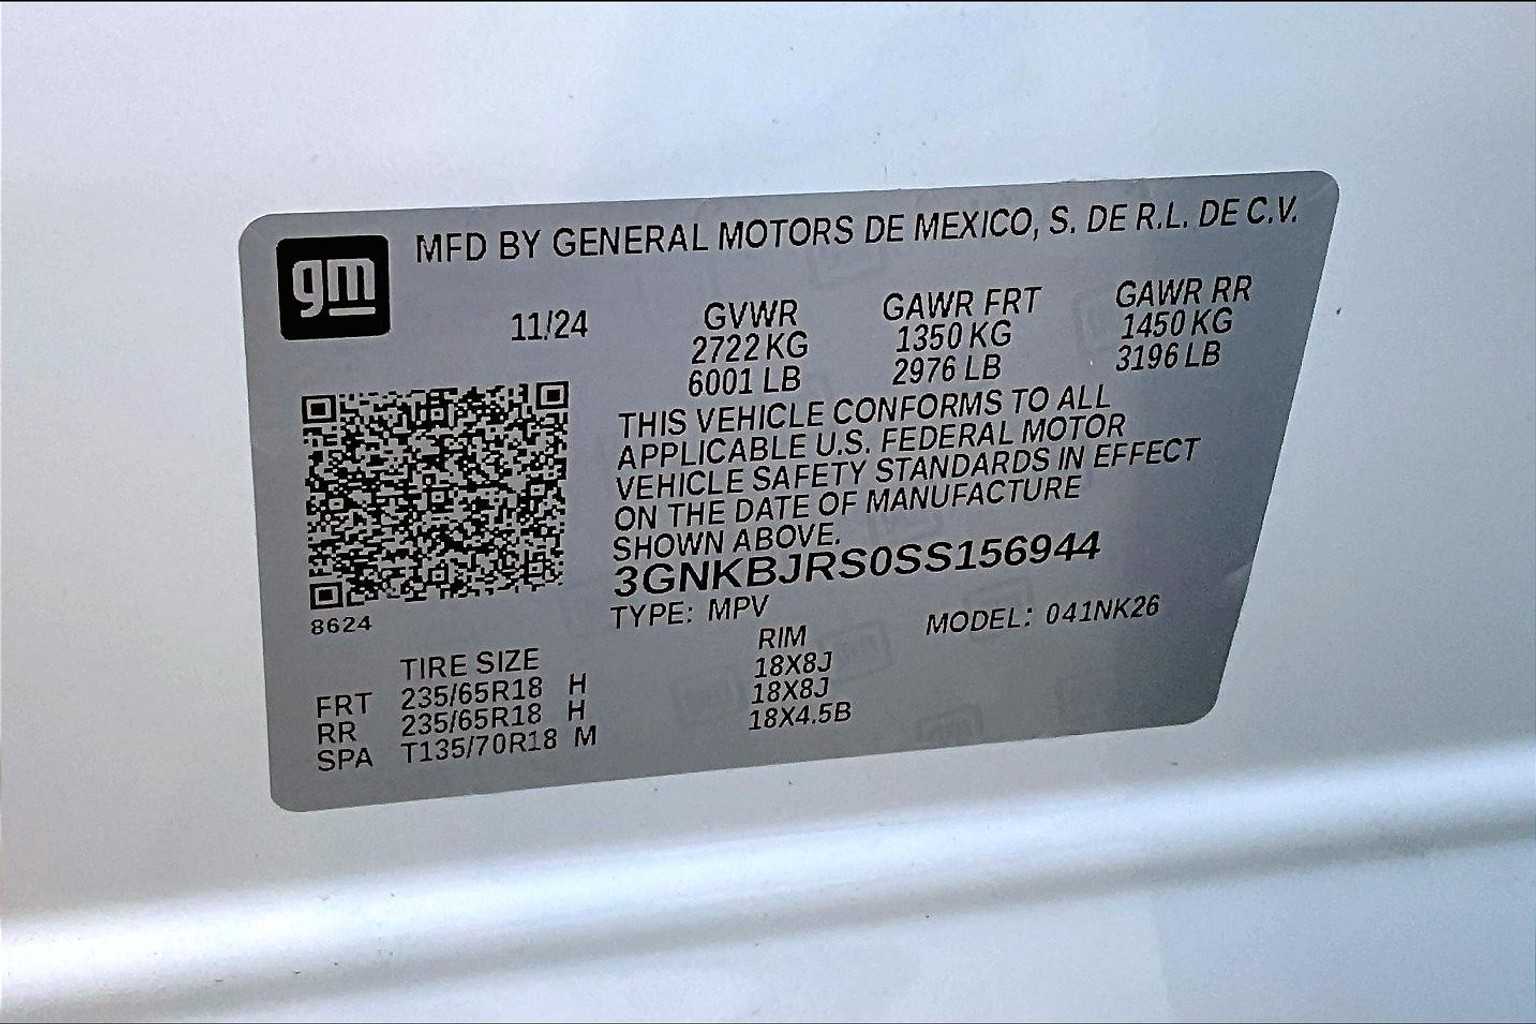 gm
MFD BY GENERAL MOTORS DE MEXICO, S. DE R.L. DE C.V.
11/24 GVWR GAWR FRT GAWR RR
2722 KG 1350 KG 1450 KG
6001 LB 2976 LB 3196 LB
THIS VEHICLE CONFORMS TO ALL
APPLICABLE U.S. FEDERAL MOTOR
VEHICLE SAFETY STANDARDS IN EFFECT
ON THE DATE OF MANUFACTURE
SHOWN ABOVE.
3GNKBJRS0SS156944
TYPE: MPV MODEL: 041NK26
8624
TIRE SIZE RIM
FRT 235/65R18 H 18X8J
RR 235/65R18 H 18X8J
SPA T135/70R18 M 18X4.5B